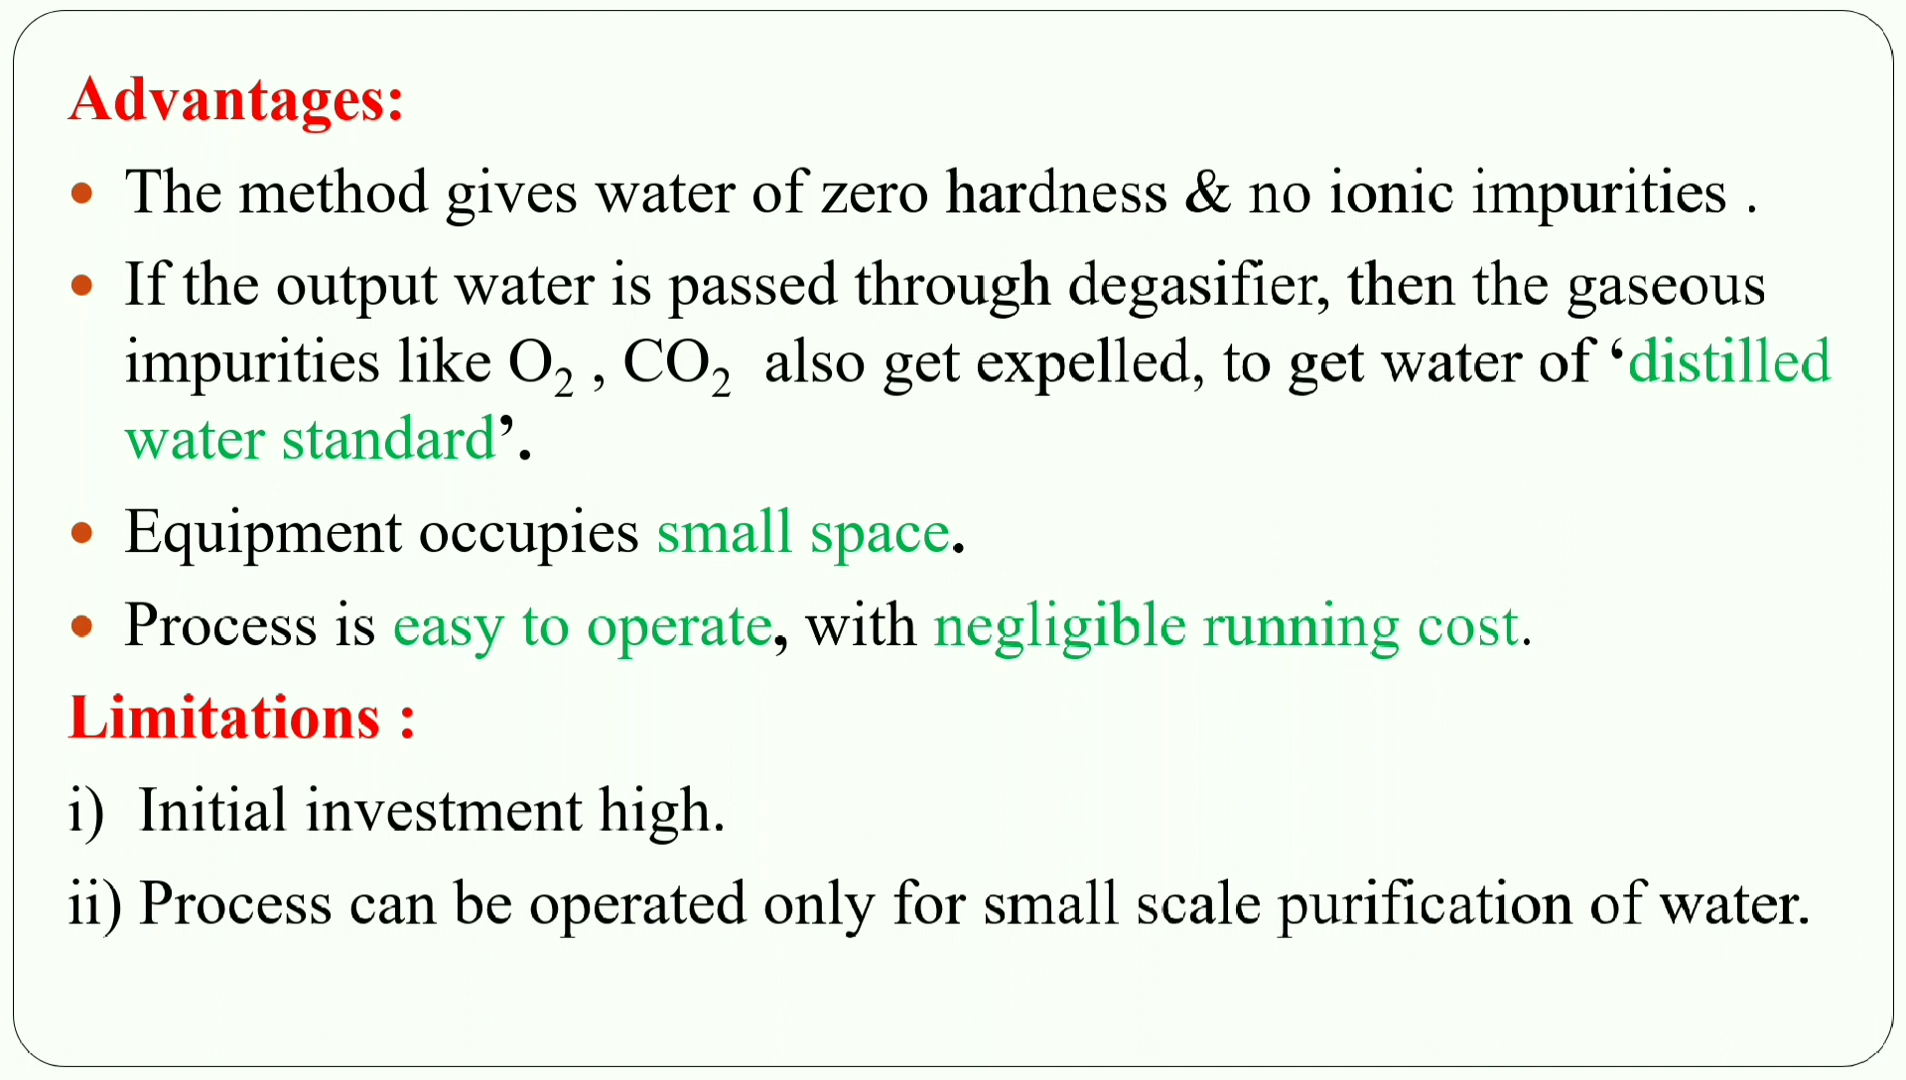 Advantages:
• The method gives water of zero hardness & no ionic impurities .
• If the output water is passed through degasifier, then the gaseous
impurities like O₂ , CO₂ also get expelled, to get water of ‘distilled
water standard’.
• Equipment occupies small space.
• Process is easy to operate, with negligible running cost.
Limitations :
i) Initial investment high.
ii) Process can be operated only for small scale purification of water.